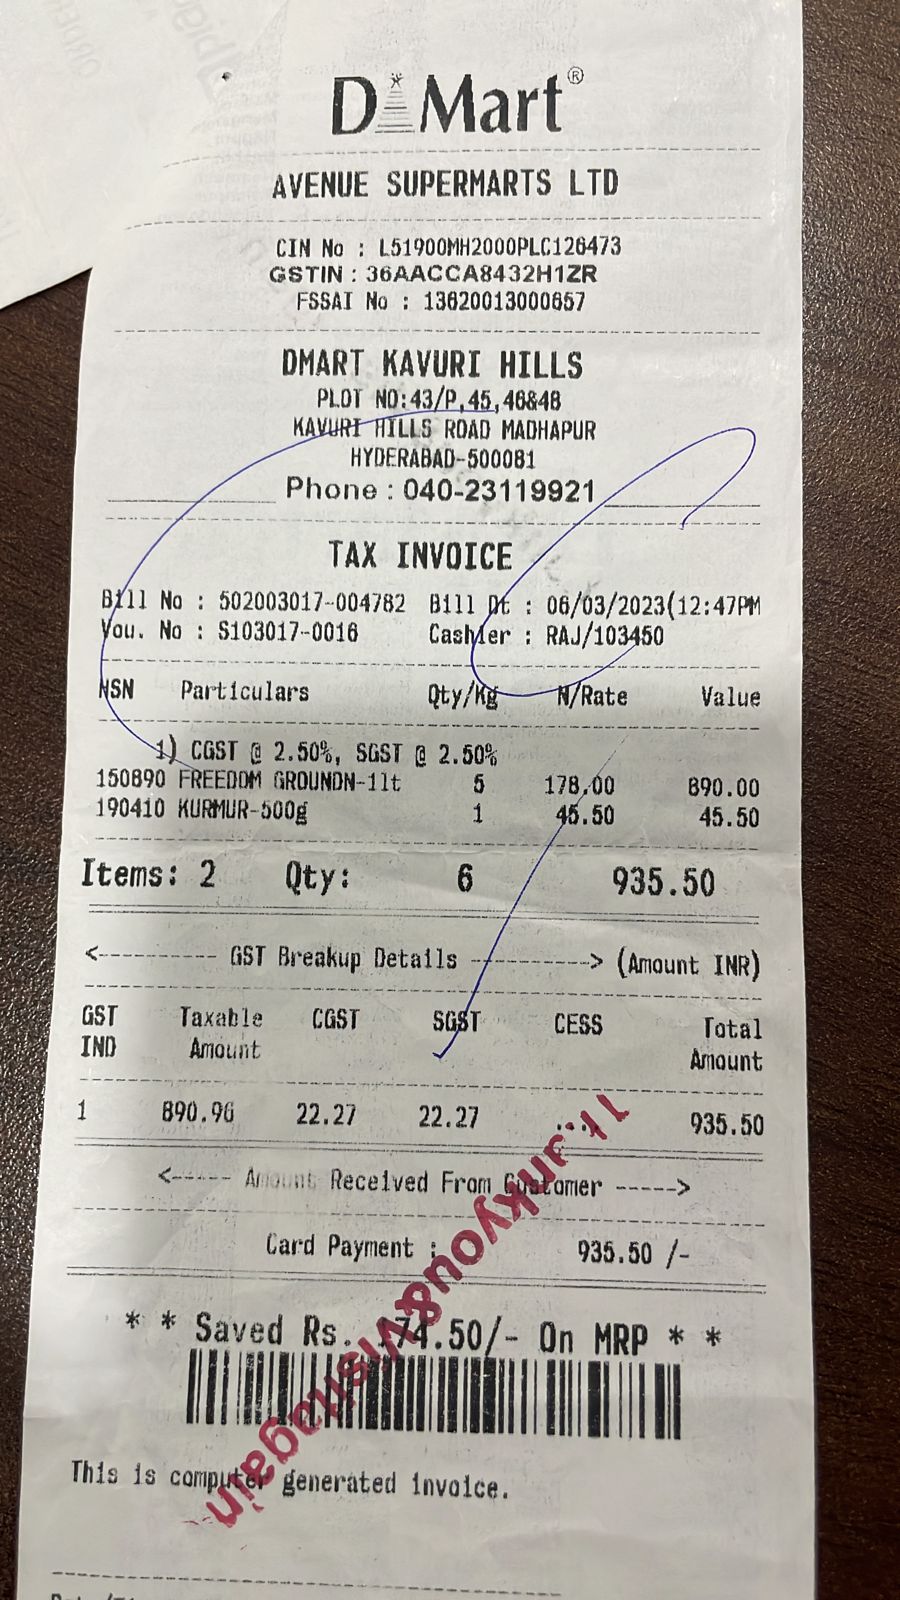 D Mart®
AVENUE SUPERMARTS LTD
CIN No : L51900MH2000PLC126473
GSTIN : 36AACCA8432H1ZR
FSSAI No : 13620013000657
DMART KAVURI HILLS
PLOT NO:43/P,45,46&48
KAVURI HILLS ROAD MADHAPUR
HYDERABAD-500081
Phone : 040-23119921
TAX INVOICE
Bill No : 502003017-004782 Bill Dt : 06/03/2023(12:47PM
Vou. No : S103017-0016 Cashier : RAJ/103450
HSN Particulars Qty/Kg N/Rate Value
1) CGST @ 2.50%, SGST @ 2.50%
150890 FREEDOM GROUNDN-1lt 5 178.00 890.00
190410 KURMUR-500g 1 45.50 45.50
Items: 2 Qty: 6 935.50
<---------- GST Breakup Details ----------> (Amount INR)
GST IND Taxable Amount CGST SGST CESS Total Amount
1 890.96 22.27 22.27 ... 935.50
<----- Amount Received From Customer ----->
Card Payment : 935.50 /-
* * Saved Rs. 174.50/- On MRP * *
Thankyou&Visitagain
This is computer generated invoice.